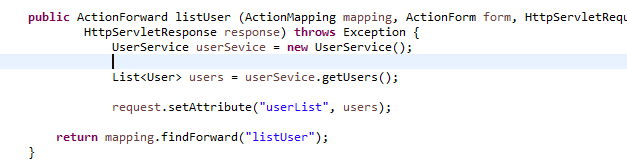 public ActionForward listUser (ActionMapping mapping, ActionForm form, HttpServletRequ
HttpServletResponse response) throws Exception {
UserService userSevice = new UserService();
List<User> users = userSevice.getUsers();
request.setAttribute("userList", users);
return mapping.findForward("listUser");
}